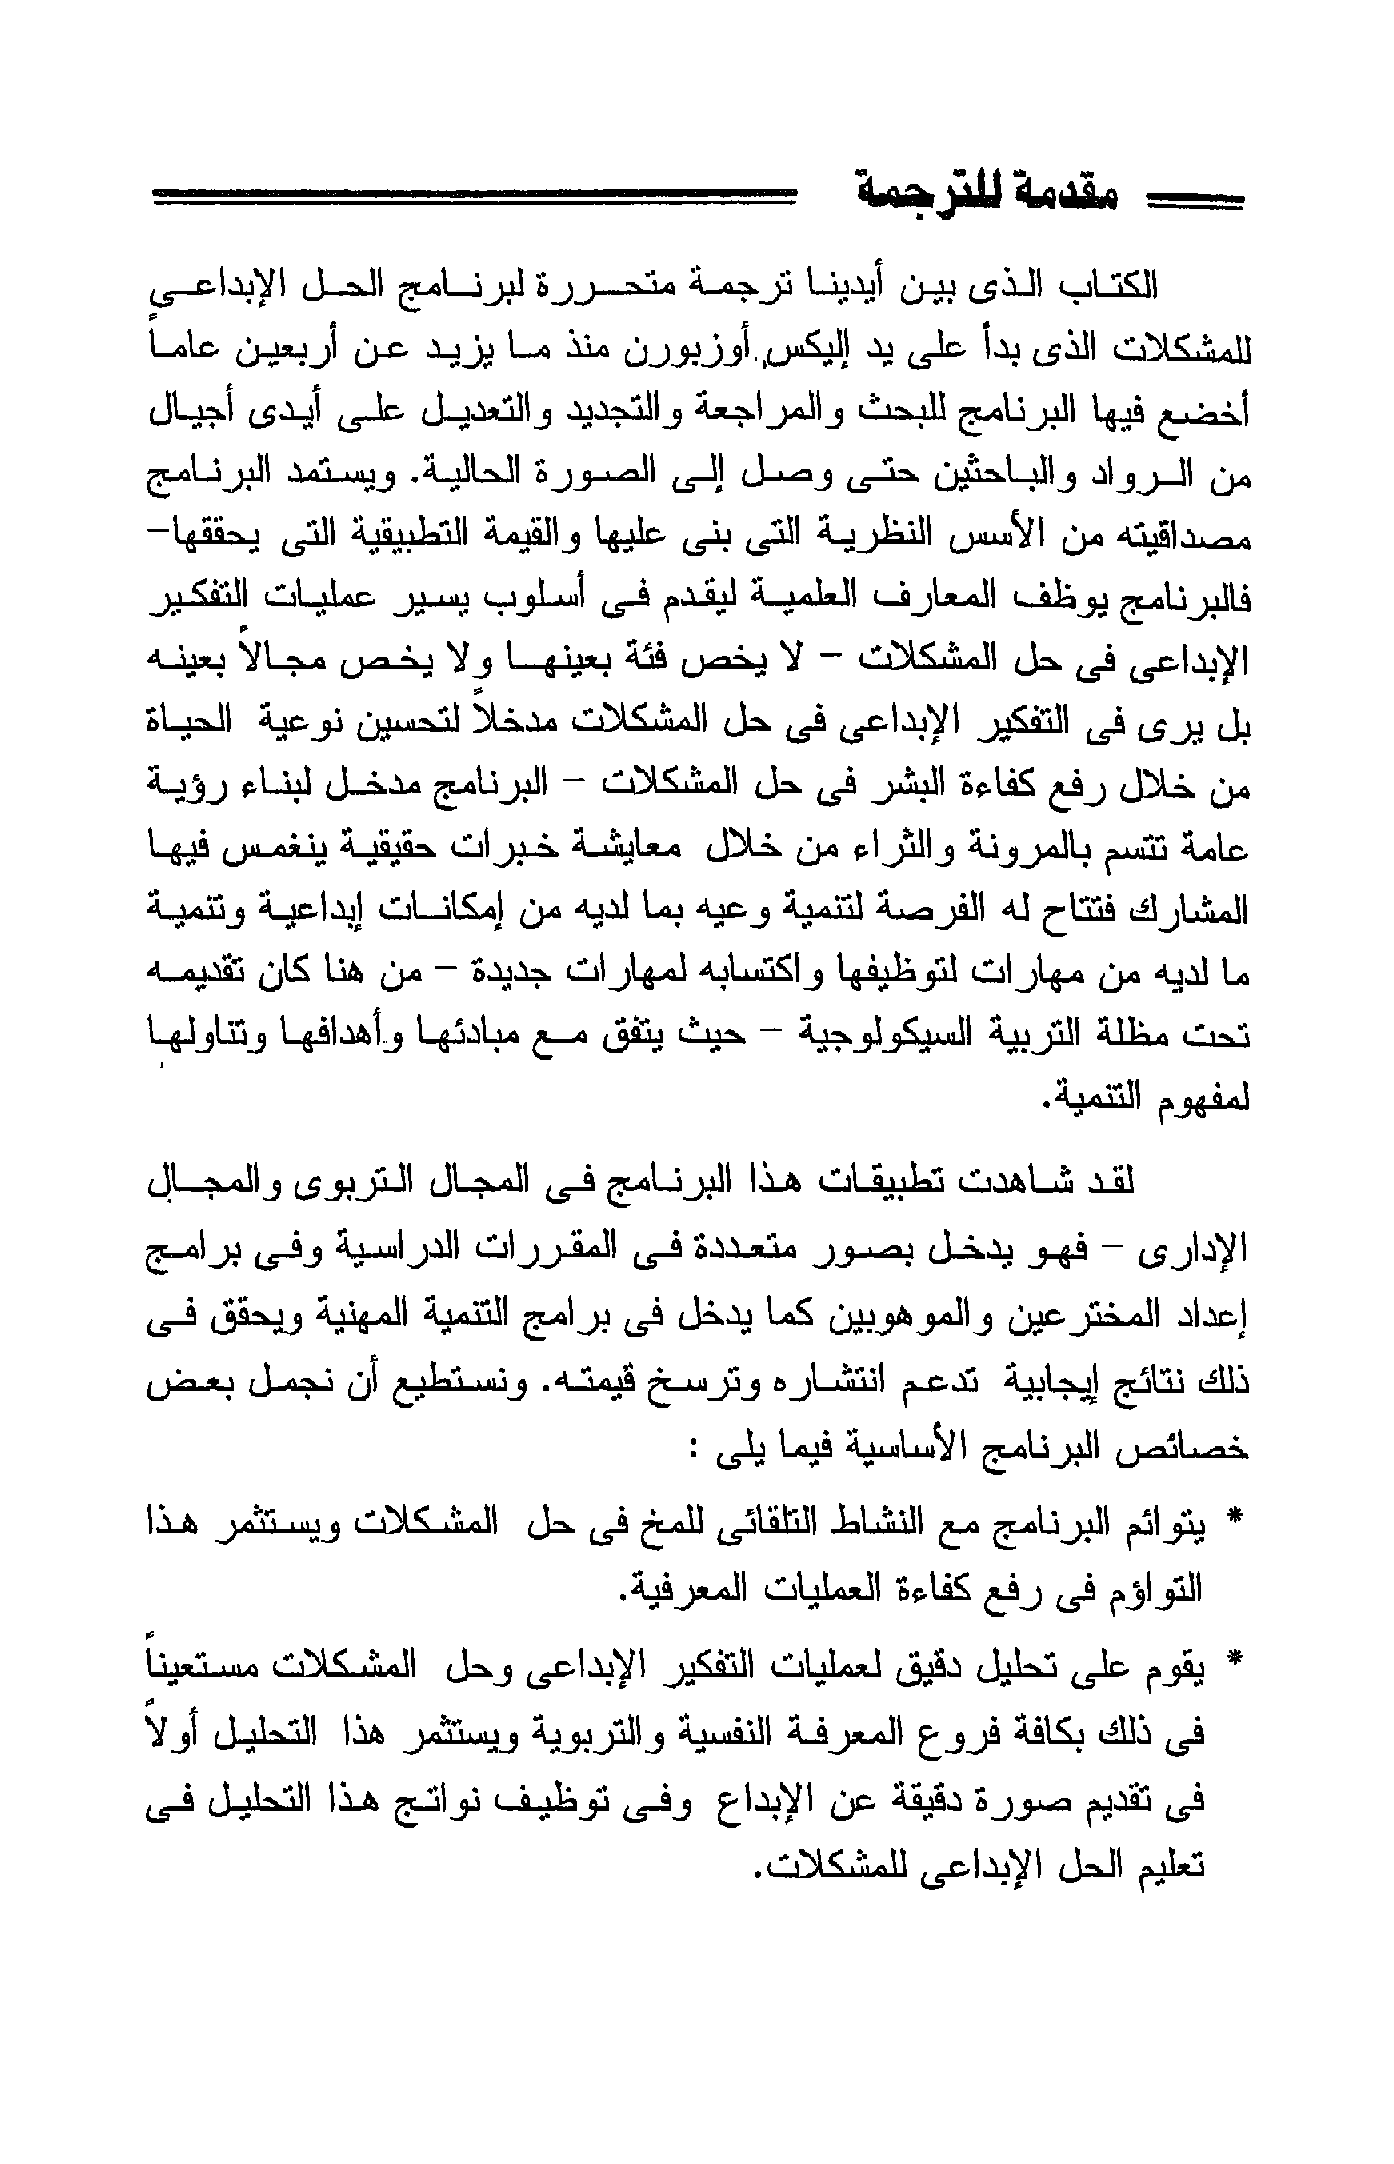 مقدمة للترجمة
الكتاب الذى بين أيدينا ترجمة متحررة لبرنامج الحل الإبداعى
للمشكلات الذى بدأ على يد إليكس أوزبورن منذ ما يزيد عن أربعين عاماً
أخضع فيها البرنامج للبحث والمراجعة والتجديد والتعديل على أيدى أجيال
من الرواد والباحثين حتى وصل إلى الصورة الحالية. ويستمد البرنامج
مصداقيته من الأسس النظرية التى بنى عليها والقيمة التطبيقية التى يحققها-
فالبرنامج يوظف المعارف العلمية ليقدم فى أسلوب يسير عمليات التفكير
الإبداعى فى حل المشكلات - لا يخص فئة بعينها ولا يخص مجالاً بعينه
بل يرى فى التفكير الإبداعى فى حل المشكلات مدخلاً لتحسين نوعية الحياة
من خلال رفع كفاءة البشر فى حل المشكلات - البرنامج مدخل لبناء رؤية
عامة تتسم بالمرونة والثراء من خلال معايشة خبرات حقيقية ينغمس فيها
المشارك فتتاح له الفرصة لتنمية وعيه بما لديه من إمكانات إبداعية وتنمية
ما لديه من مهارات لتوظيفها واكتسابه لمهارات جديدة - من هنا كان تقديمه
تحت مظلة التربية السيكولوجية - حيث يتفق مع مبادئها وأهدافها وتناولها
لمفهوم التنمية.
لقد شاهدت تطبيقات هذا البرنامج فى المجال التربوى والمجال
الإدارى - فهو يدخل بصور متعددة فى المقررات الدراسية وفى برامج
إعداد المخترعين والموهوبين كما يدخل فى برامج التنمية المهنية ويحقق فى
ذلك نتائج إيجابية تدعم انتشاره وترسخ قيمته. ونستطيع أن نجمل بعض
خصائص البرنامج الأساسية فيما يلى :
* يتوائم البرنامج مع النشاط التلقائى للمخ فى حل المشكلات ويستثمر هذا
التواؤم فى رفع كفاءة العمليات المعرفية.
* يقوم على تحليل دقيق لعمليات التفكير الإبداعى وحل المشكلات مستعيناً
فى ذلك بكافة فروع المعرفة النفسية والتربوية ويستثمر هذا التحليل أولاً
فى تقديم صورة دقيقة عن الإبداع وفى توظيف نواتج هذا التحليل فى
تعليم الحل الإبداعى للمشكلات.